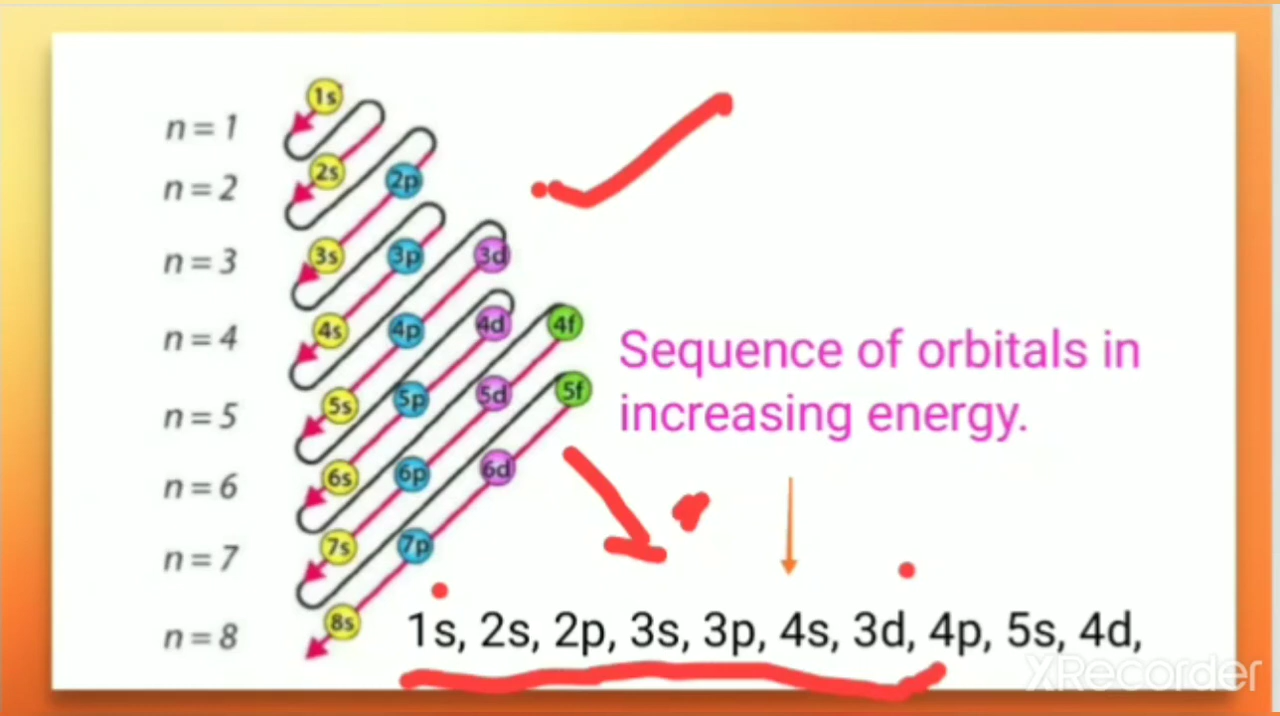 1s
n = 1
2s
2p
n = 2
3s
3p
3d
n = 3
4s
4p
4d
4f
n = 4
5s
5p
5d
5f
n = 5
6s
6p
6d
n = 6
7s
7p
n = 7
8s
n = 8
Sequence of orbitals in
increasing energy.
1s, 2s, 2p, 3s, 3p, 4s, 3d, 4p, 5s, 4d,
XRecorder